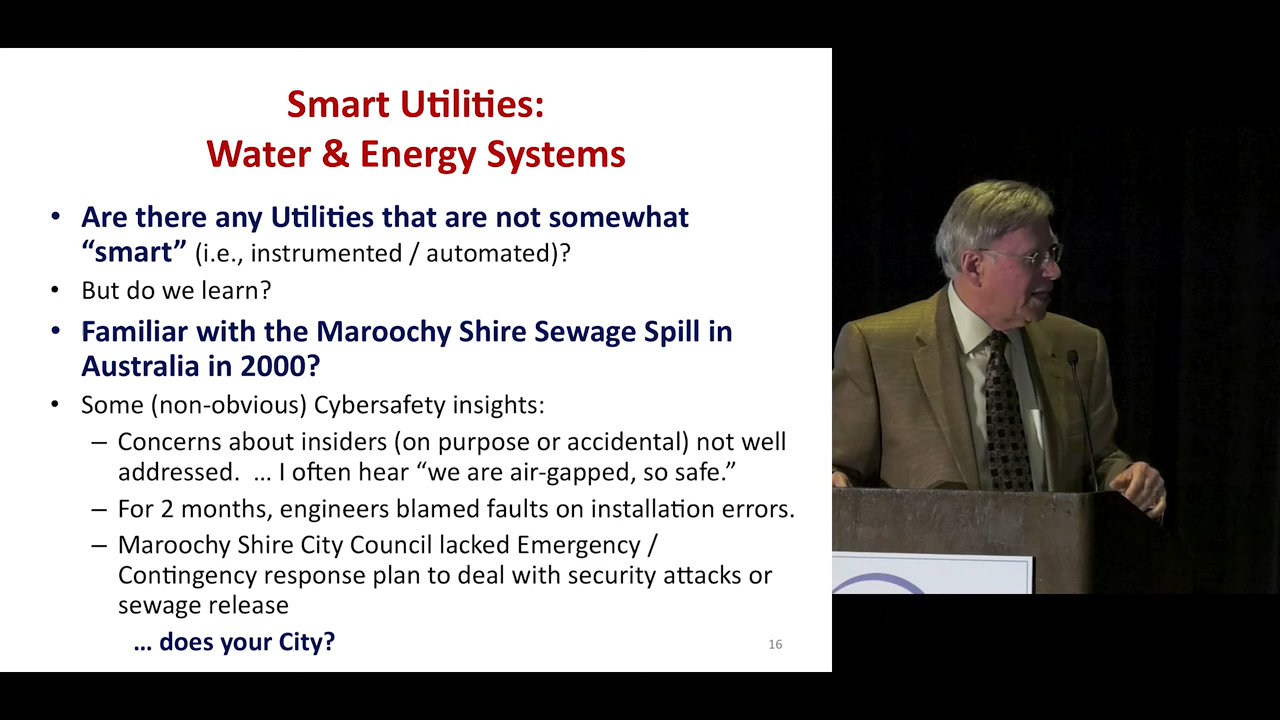 Smart Utilities:
Water & Energy Systems
• Are there any Utilities that are not somewhat
“smart” (i.e., instrumented / automated)?
• But do we learn?
• Familiar with the Maroochy Shire Sewage Spill in
Australia in 2000?
• Some (non-obvious) Cybersafety insights:
– Concerns about insiders (on purpose or accidental) not well
addressed. … I often hear “we are air-gapped, so safe.”
– For 2 months, engineers blamed faults on installation errors.
– Maroochy Shire City Council lacked Emergency /
Contingency response plan to deal with security attacks or
sewage release
… does your City?
16